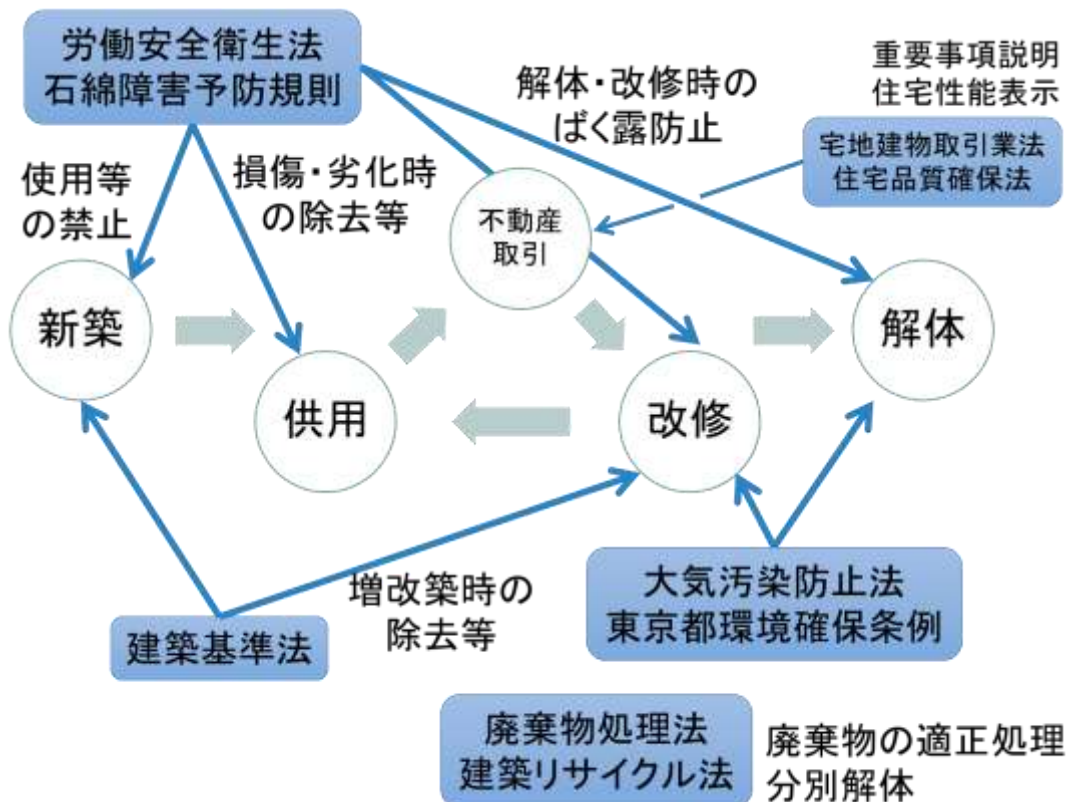 労働安全衛生法
石綿障害予防規則
重要事項説明
住宅性能表示
解体・改修時の
ばく露防止
宅地建物取引業法
住宅品質確保法
使用等
の禁止
損傷・劣化時
の除去等
不動産
取引
新築
解体
供用
改修
増改築時の
除去等
大気汚染防止法
東京都環境確保条例
建築基準法
廃棄物処理法
建築リサイクル法
廃棄物の適正処理
分別解体